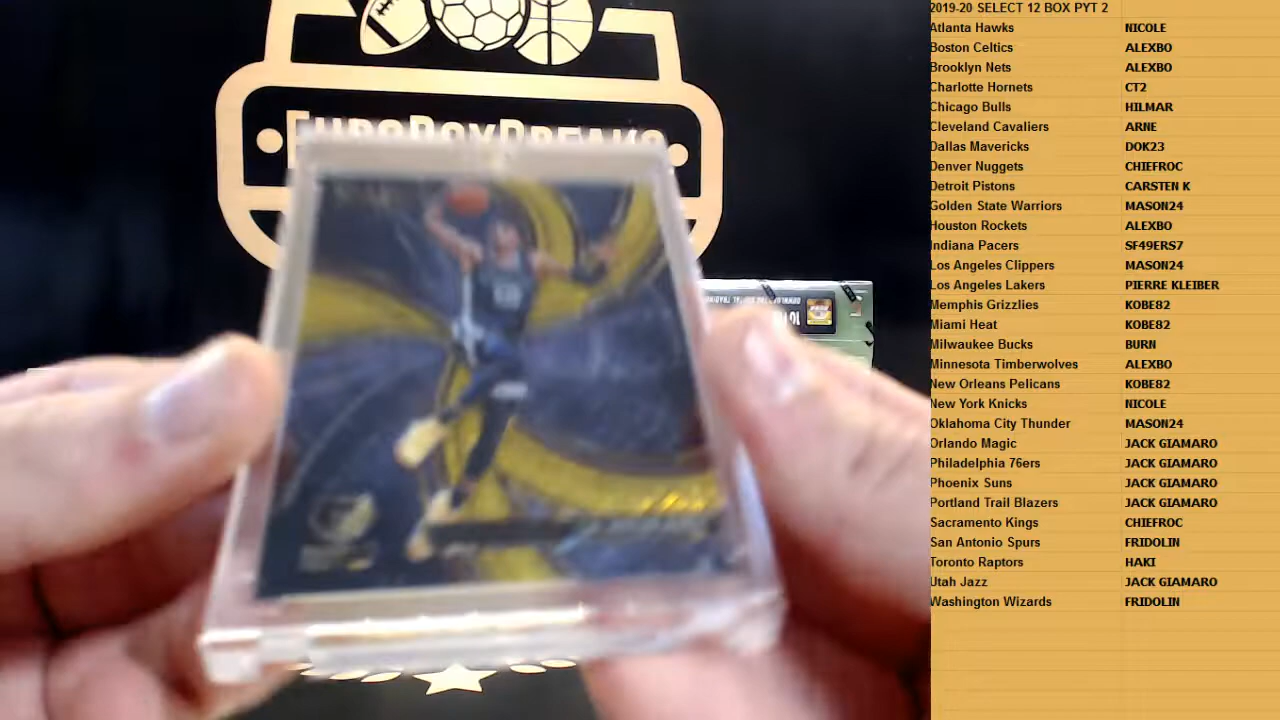 2019-20 SELECT 12 BOX PYT 2
Atlanta Hawks NICOLE
Boston Celtics ALEXBO
Brooklyn Nets ALEXBO
Charlotte Hornets CT2
Chicago Bulls HILMAR
Cleveland Cavaliers ARNE
Dallas Mavericks DOK23
Denver Nuggets CHIEFROC
Detroit Pistons CARSTEN K
Golden State Warriors MASON24
Houston Rockets ALEXBO
Indiana Pacers SF49ERS7
Los Angeles Clippers MASON24
Los Angeles Lakers PIERRE KLEIBER
Memphis Grizzlies KOBE82
Miami Heat KOBE82
Milwaukee Bucks BURN
Minnesota Timberwolves ALEXBO
New Orleans Pelicans KOBE82
New York Knicks NICOLE
Oklahoma City Thunder MASON24
Orlando Magic JACK GIAMARO
Philadelphia 76ers JACK GIAMARO
Phoenix Suns JACK GIAMARO
Portland Trail Blazers JACK GIAMARO
Sacramento Kings CHIEFROC
San Antonio Spurs FRIDOLIN
Toronto Raptors HAKI
Utah Jazz JACK GIAMARO
Washington Wizards FRIDOLIN